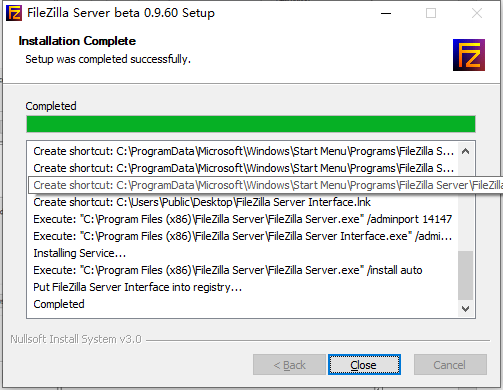 FileZilla Server beta 0.9.60 Setup
Installation Complete
Setup was completed successfully.
Completed
Create shortcut: C:\ProgramData\Microsoft\Windows\Start Menu\Programs\FileZilla S...
Create shortcut: C:\ProgramData\Microsoft\Windows\Start Menu\Programs\FileZilla S...
Create shortcut: C:\ProgramData\Microsoft\Windows\Start Menu\Programs\FileZilla Server\FileZil
Create shortcut: C:\Users\Public\Desktop\FileZilla Server Interface.lnk
Execute: "C:\Program Files (x86)\FileZilla Server\FileZilla Server.exe" /adminport 14147
Execute: "C:\Program Files (x86)\FileZilla Server\FileZilla Server Interface.exe" /admi...
Installing Service...
Execute: "C:\Program Files (x86)\FileZilla Server\FileZilla Server.exe" /install auto
Put FileZilla Server Interface into registry...
Completed
Nullsoft Install System v3.0
< Back
Close
Cancel